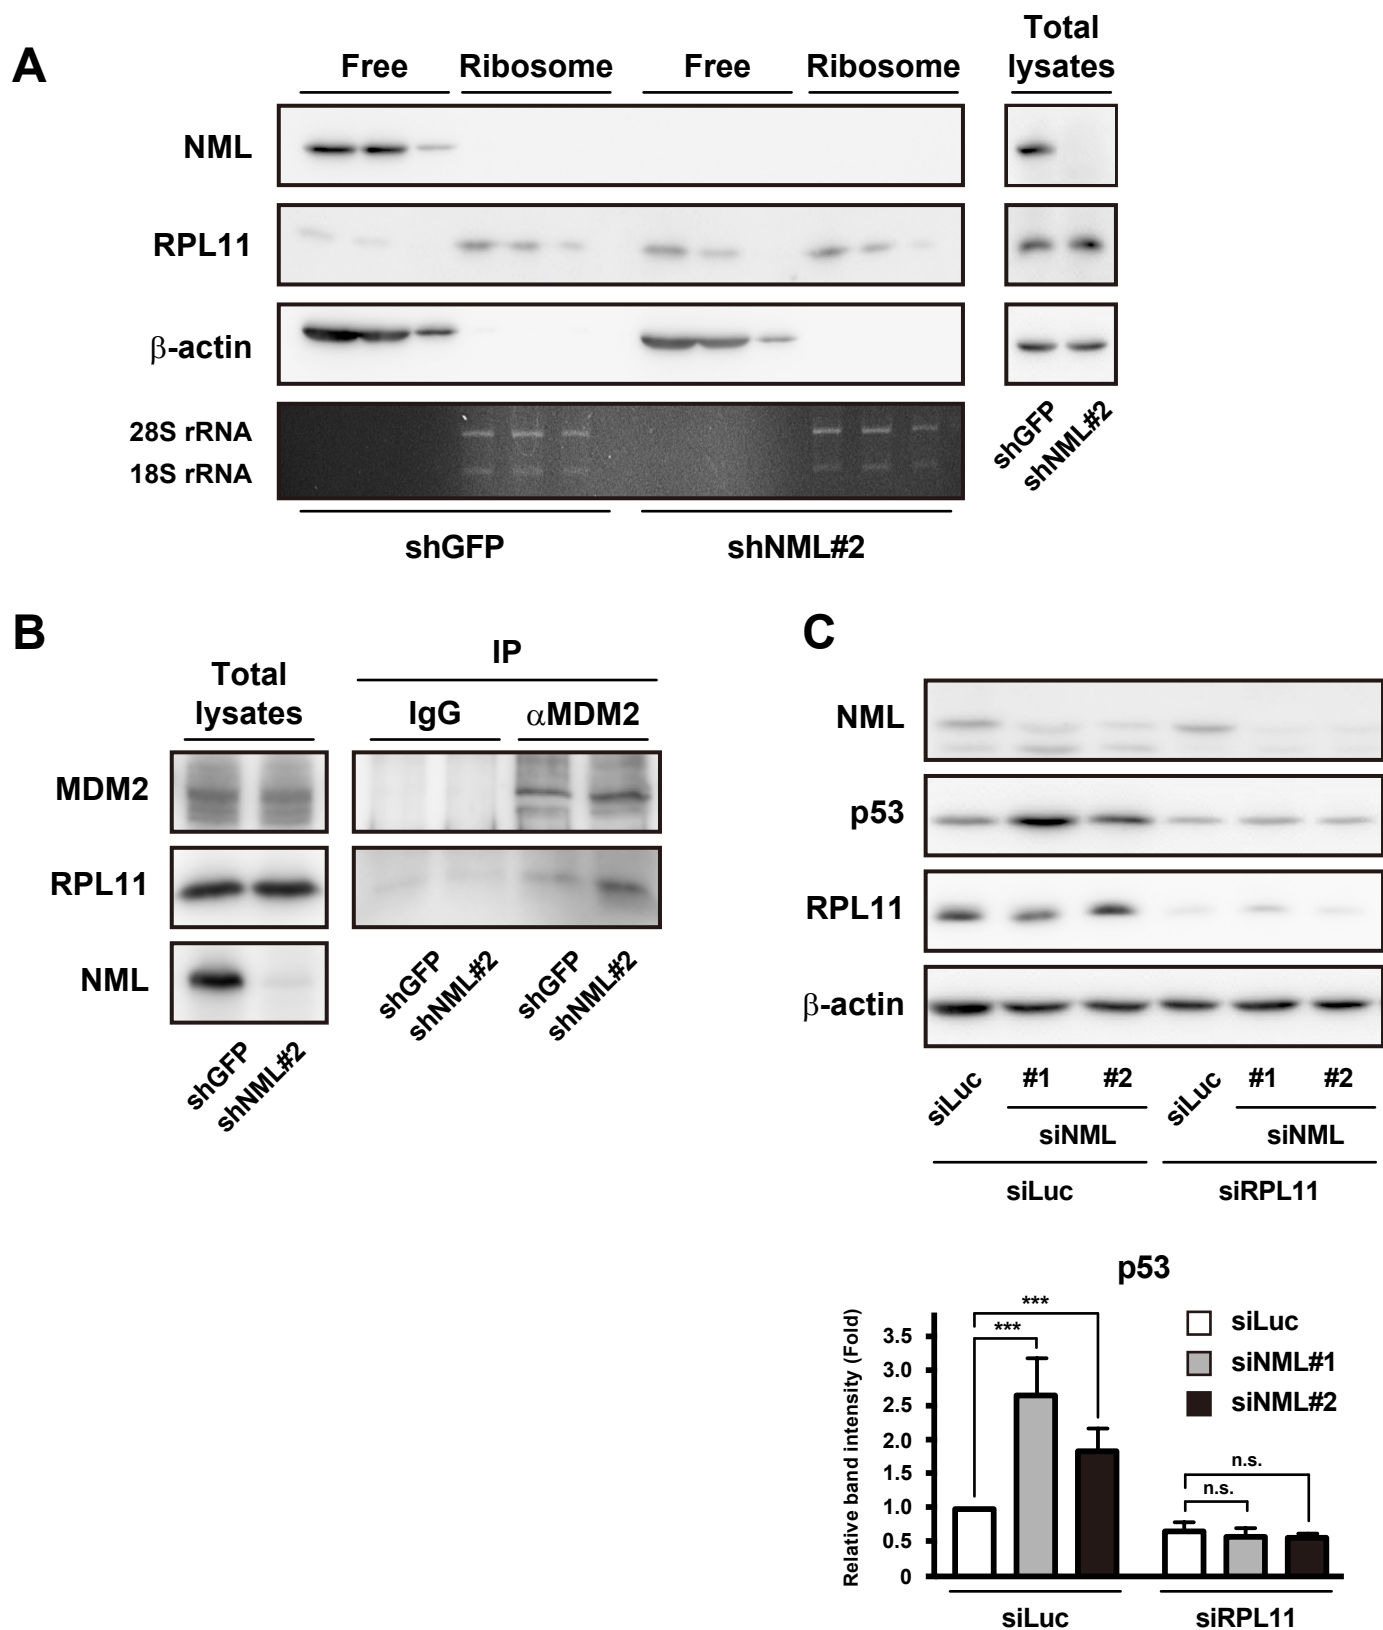 A
Free
Ribosome
Free
Ribosome
Total
lysates
NML
RPL11
β-actin
28S rRNA
18S rRNA
shGFP
shNML#2
shGFP
shNML#2
B
Total
lysates
IP
IgG
αMDM2
MDM2
RPL11
NML
shGFP
shNML#2
shGFP
shNML#2
shGFP
shNML#2
C
NML
p53
RPL11
β-actin
siLuc
#1
#2
siLuc
#1
#2
siNML
siNML
siLuc
siRPL11
p53
Relative band intensity (Fold)
3.5
3.0
2.5
2.0
1.5
1.0
0.5
0
***
***
n.s.
n.s.
siLuc
siNML#1
siNML#2
siLuc
siRPL11